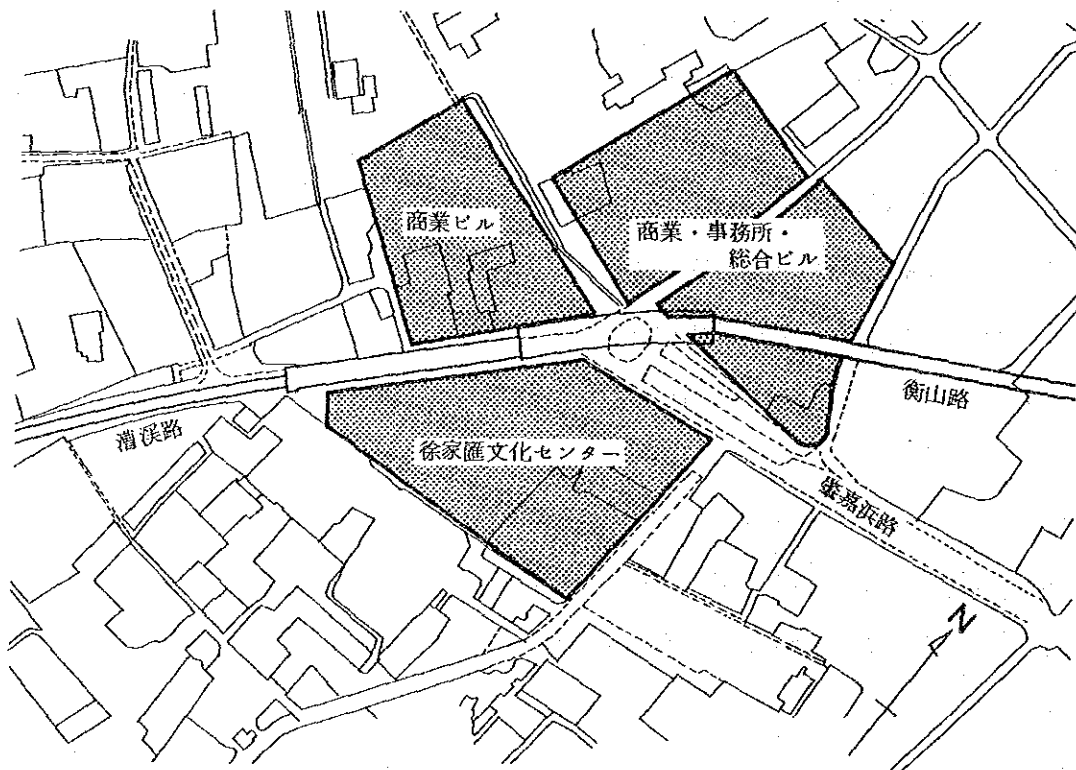 商業ビル
商業・事務所・
総合ビル
衡山路
漕渓路
徐家匯文化センター
肇嘉浜路
N